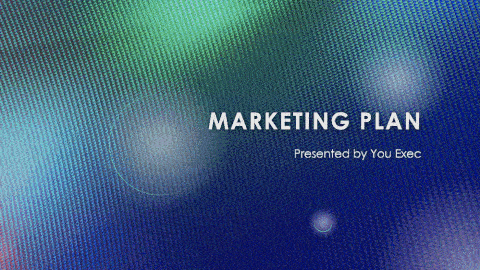 MARKETING PLAN
Presented by You Exec